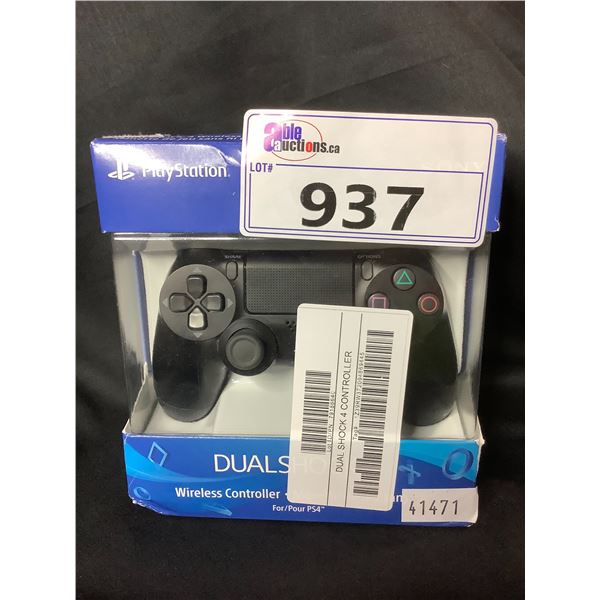 able
auctions.ca
LOT#
937
PlayStation
SONY
SHARE
OPTIONS
DUAL SHOCK 4 CONTROLLER
DUALSHO
Wireless Controller
For/Pour PS4™
41471